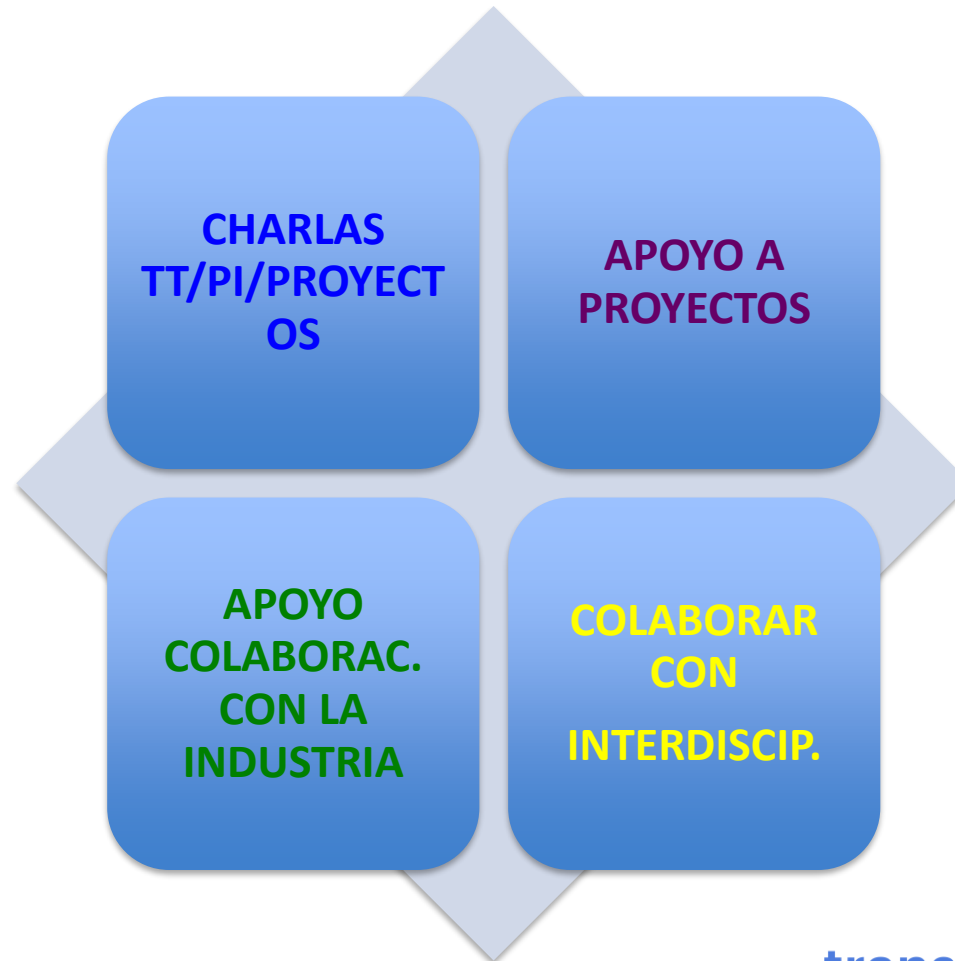 CHARLAS
TT/PI/PROYECT
OS
APOYO A
PROYECTOS
APOYO
COLABORAC.
CON LA
INDUSTRIA
COLABORAR
CON
INTERDISCIP.